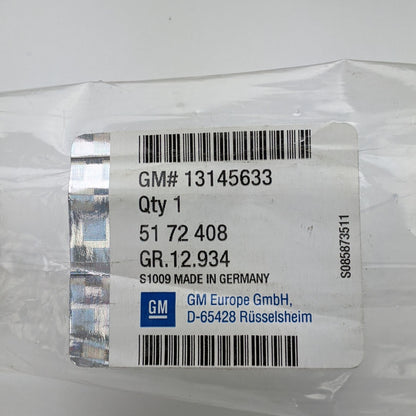 GM# 13145633
Qty 1
51 72 408
GR.12.934
S1009 MADE IN GERMANY
GM
GM Europe GmbH,
D-65428 Rüsselsheim
S085873511